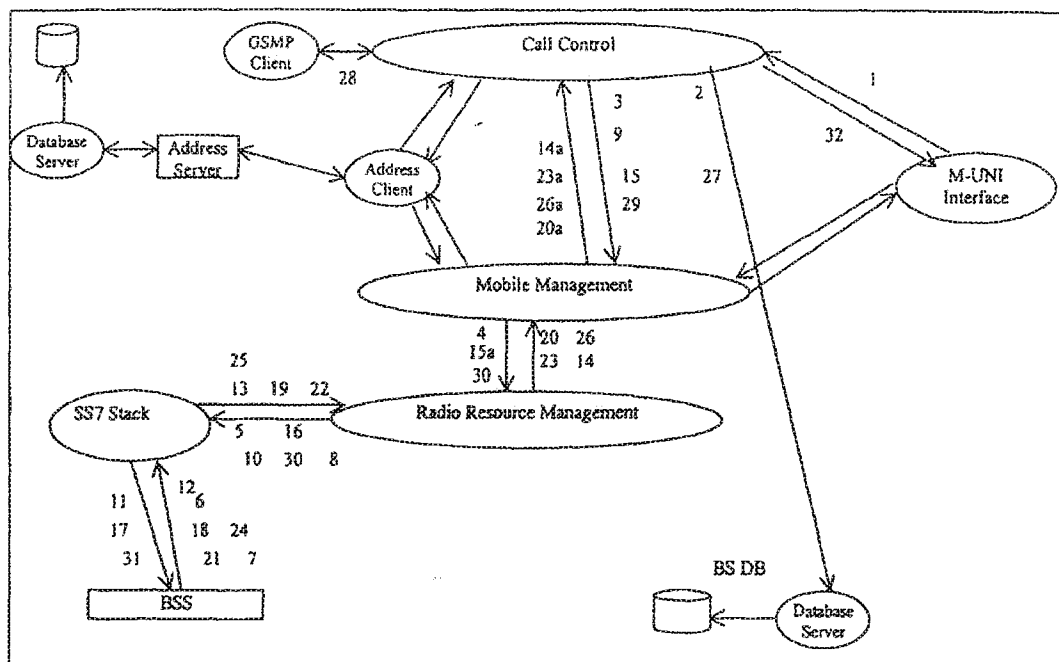 GSMP
Client
Call Control
28
1
3
2
Database
Server
Address
Server
9
32
14a
Address
Client
23a
15
27
M-UNI
Interface
26a
29
20a
Mobile Management
4
20 26
15a
23 14
25
30
13 19 22
SS7 Stack
Radio Resource Management
5 16
10 30 8
12
11
6
17
18 24
31
21 7
BS DB
BSS
Database
Server